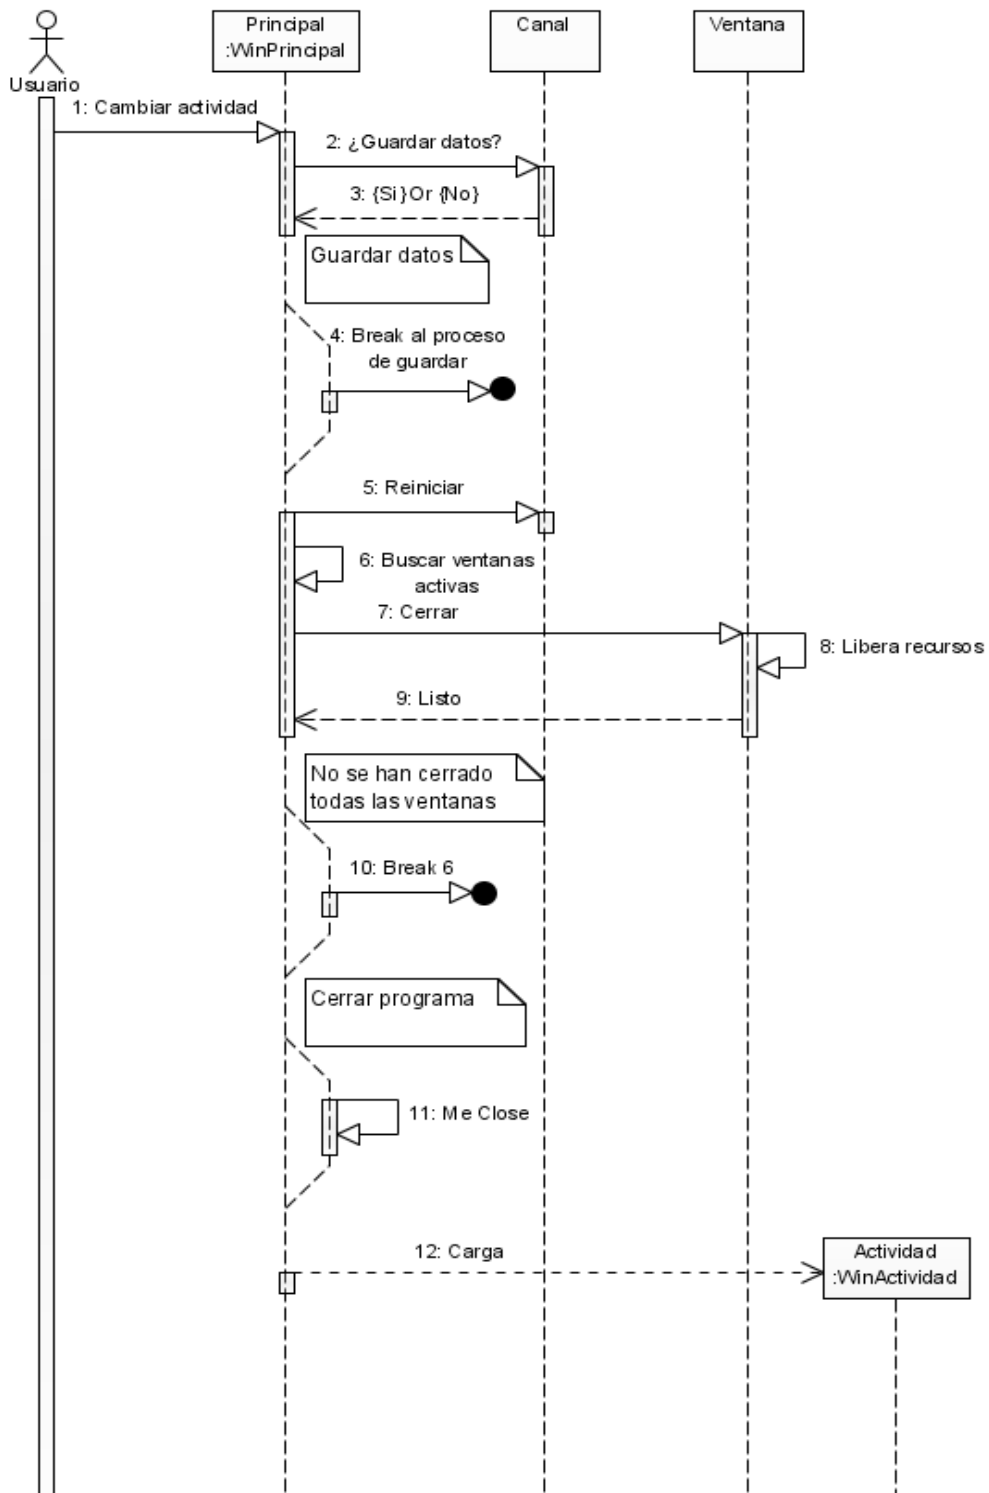 Principal
:WinPrincipal
Canal
Ventana
Usuario
1: Cambiar actividad
2: ¿Guardar datos?
3: {Si}Or {No}
Guardar datos
4: Break al proceso
de guardar
5: Reiniciar
6: Buscar ventanas
activas
7: Cerrar
8: Libera recursos
9: Listo
No se han cerrado
todas las ventanas
10: Break 6
Cerrar programa
11: Me Close
12: Carga
Actividad
:WinActividad